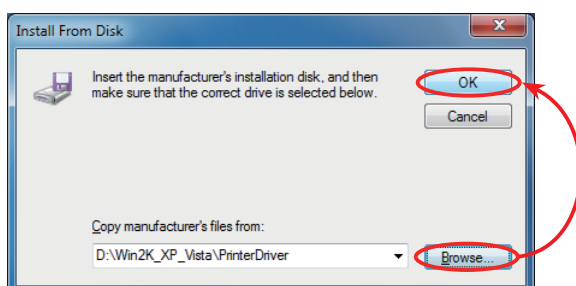 Install From Disk
Insert the manufacturer's installation disk, and then
make sure that the correct drive is selected below.
OK
Cancel
Copy manufacturer's files from:
D:\Win2K_XP_Vista\PrinterDriver
Browse...